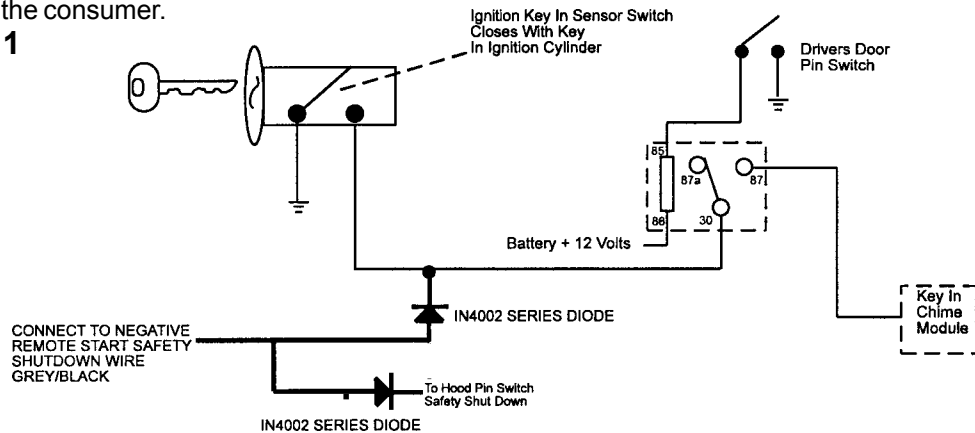 the consumer.
1
Ignition Key In Sensor Switch
Closes With Key
In Ignition Cylinder
Drivers Door
Pin Switch
85
87a
87
88
30
Battery + 12 Volts
IN4002 SERIES DIODE
Key In
Chime
Module
CONNECT TO NEGATIVE
REMOTE START SAFETY
SHUTDOWN WIRE
GREY/BLACK
To Hood Pin Switch
Safety Shut Down
IN4002 SERIES DIODE